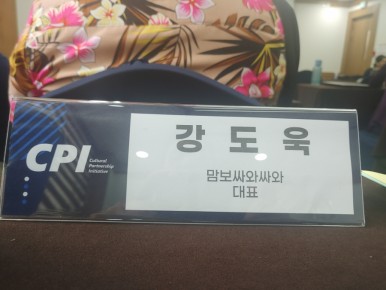 CPI
Cultural
Partnership
Initiative
강 도 욱
맘보싸와싸와
대표